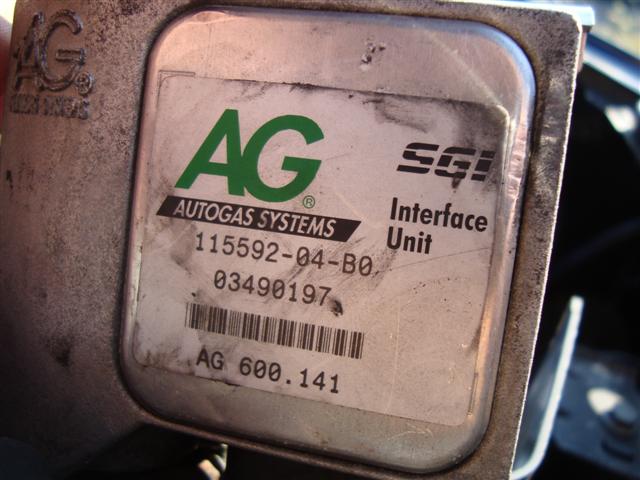 AG®
AG®
AUTOGAS SYSTEMS
SGI
Interface
Unit
115592-04-B0
03490197
AG 600.141